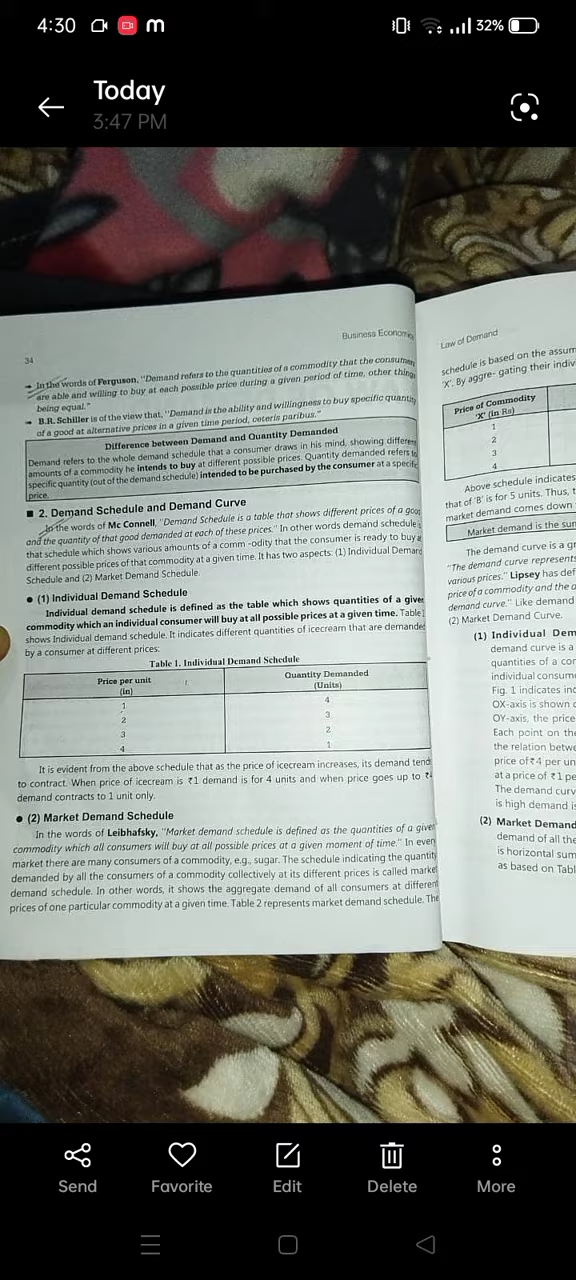 4:30
m
32%
Today
3:47 PM
34
Business Economic
→ In the words of Ferguson, "Demand refers to the quantities of a commodity that the consumers
are able and willing to buy at each possible price during a given period of time, other things
being equal."
→ B.R. Schiller is of the view that, "Demand is the ability and willingness to buy specific quantity
of a good at alternative prices in a given time period, ceteris paribus."
Difference between Demand and Quantity Demanded
Demand refers to the whole demand schedule that a consumer draws in his mind, showing different
amounts of a commodity he intends to buy at different possible prices. Quantity demanded refers to
specific quantity (out of the demand schedule) intended to be purchased by the consumer at a specific
price.
■ 2. Demand Schedule and Demand Curve
In the words of Mc Connell, "Demand Schedule is a table that shows different prices of a good
and the quantity of that good demanded at each of these prices." In other words demand schedule is
that schedule which shows various amounts of a comm -odity that the consumer is ready to buy at
different possible prices of that commodity at a given time. It has two aspects: (1) Individual Demand
Schedule and (2) Market Demand Schedule.
● (1) Individual Demand Schedule
Individual demand schedule is defined as the table which shows quantities of a given
commodity which an individual consumer will buy at all possible prices at a given time. Table 1
shows Individual demand schedule. It indicates different quantities of icecream that are demanded
by a consumer at different prices:
Table 1. Individual Demand Schedule
Price per unit Quantity Demanded
(in) (Units)
1 4
2 3
3 2
4 1
It is evident from the above schedule that as the price of icecream increases, its demand tend
to contract. When price of icecream is ₹1 demand is for 4 units and when price goes up to ₹4
demand contracts to 1 unit only.
● (2) Market Demand Schedule
In the words of Leibhafsky, "Market demand schedule is defined as the quantities of a given
commodity which all consumers will buy at all possible prices at a given moment of time." In every
market there are many consumers of a commodity, e.g., sugar. The schedule indicating the quantity
demanded by all the consumers of a commodity collectively at its different prices is called market
demand schedule. In other words, it shows the aggregate demand of all consumers at different
prices of one particular commodity at a given time. Table 2 represents market demand schedule. The
Law of Demand
schedule is based on the assum
'X'. By aggre- gating their indiv
Price of Commodity
'X' (in Rs)
1
2
3
4
Above schedule indicates
that of 'B' is for 5 units. Thus, t
market demand comes down
Market demand is the sum
The demand curve is a gr
"The demand curve represents
various prices." Lipsey has def
price of a commodity and the a
demand curve." Like demand
(2) Market Demand Curve.
(1) Individual Dem
demand curve is a
quantities of a con
individual consume
Fig. 1 indicates ind
OX-axis is shown q
OY-axis, the price
Each point on the
the relation betwe
price of ₹4 per un
at a price of ₹1 pe
The demand curv
is high demand is
(2) Market Demand
demand of all the
is horizontal sum
as based on Tabl
Send
Favorite
Edit
Delete
More